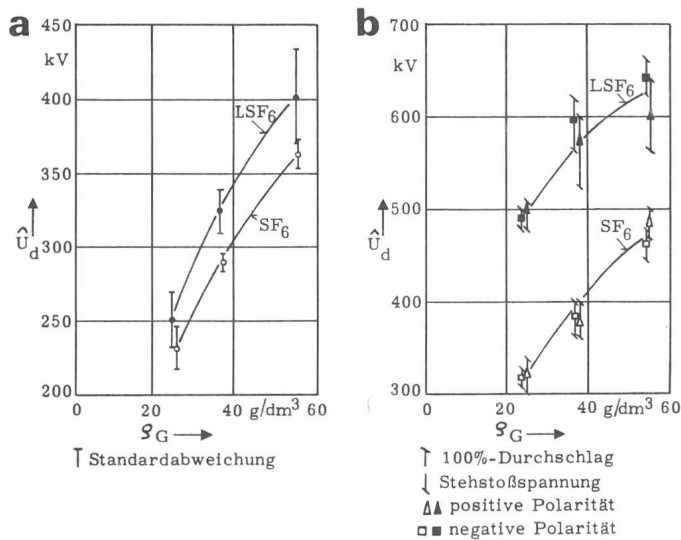 a
450
kV
400
350
Û_d
300
250
200
LSF₆
SF₆
0
20
40
g/dm³
60
ϱ_G
Standardabweichung
b
700
kV
600
500
Û_d
400
300
LSF₆
SF₆
0
20
40
g/dm³
60
ϱ_G
100%-Durchschlag
Stehstoßspannung
positive Polarität
negative Polarität